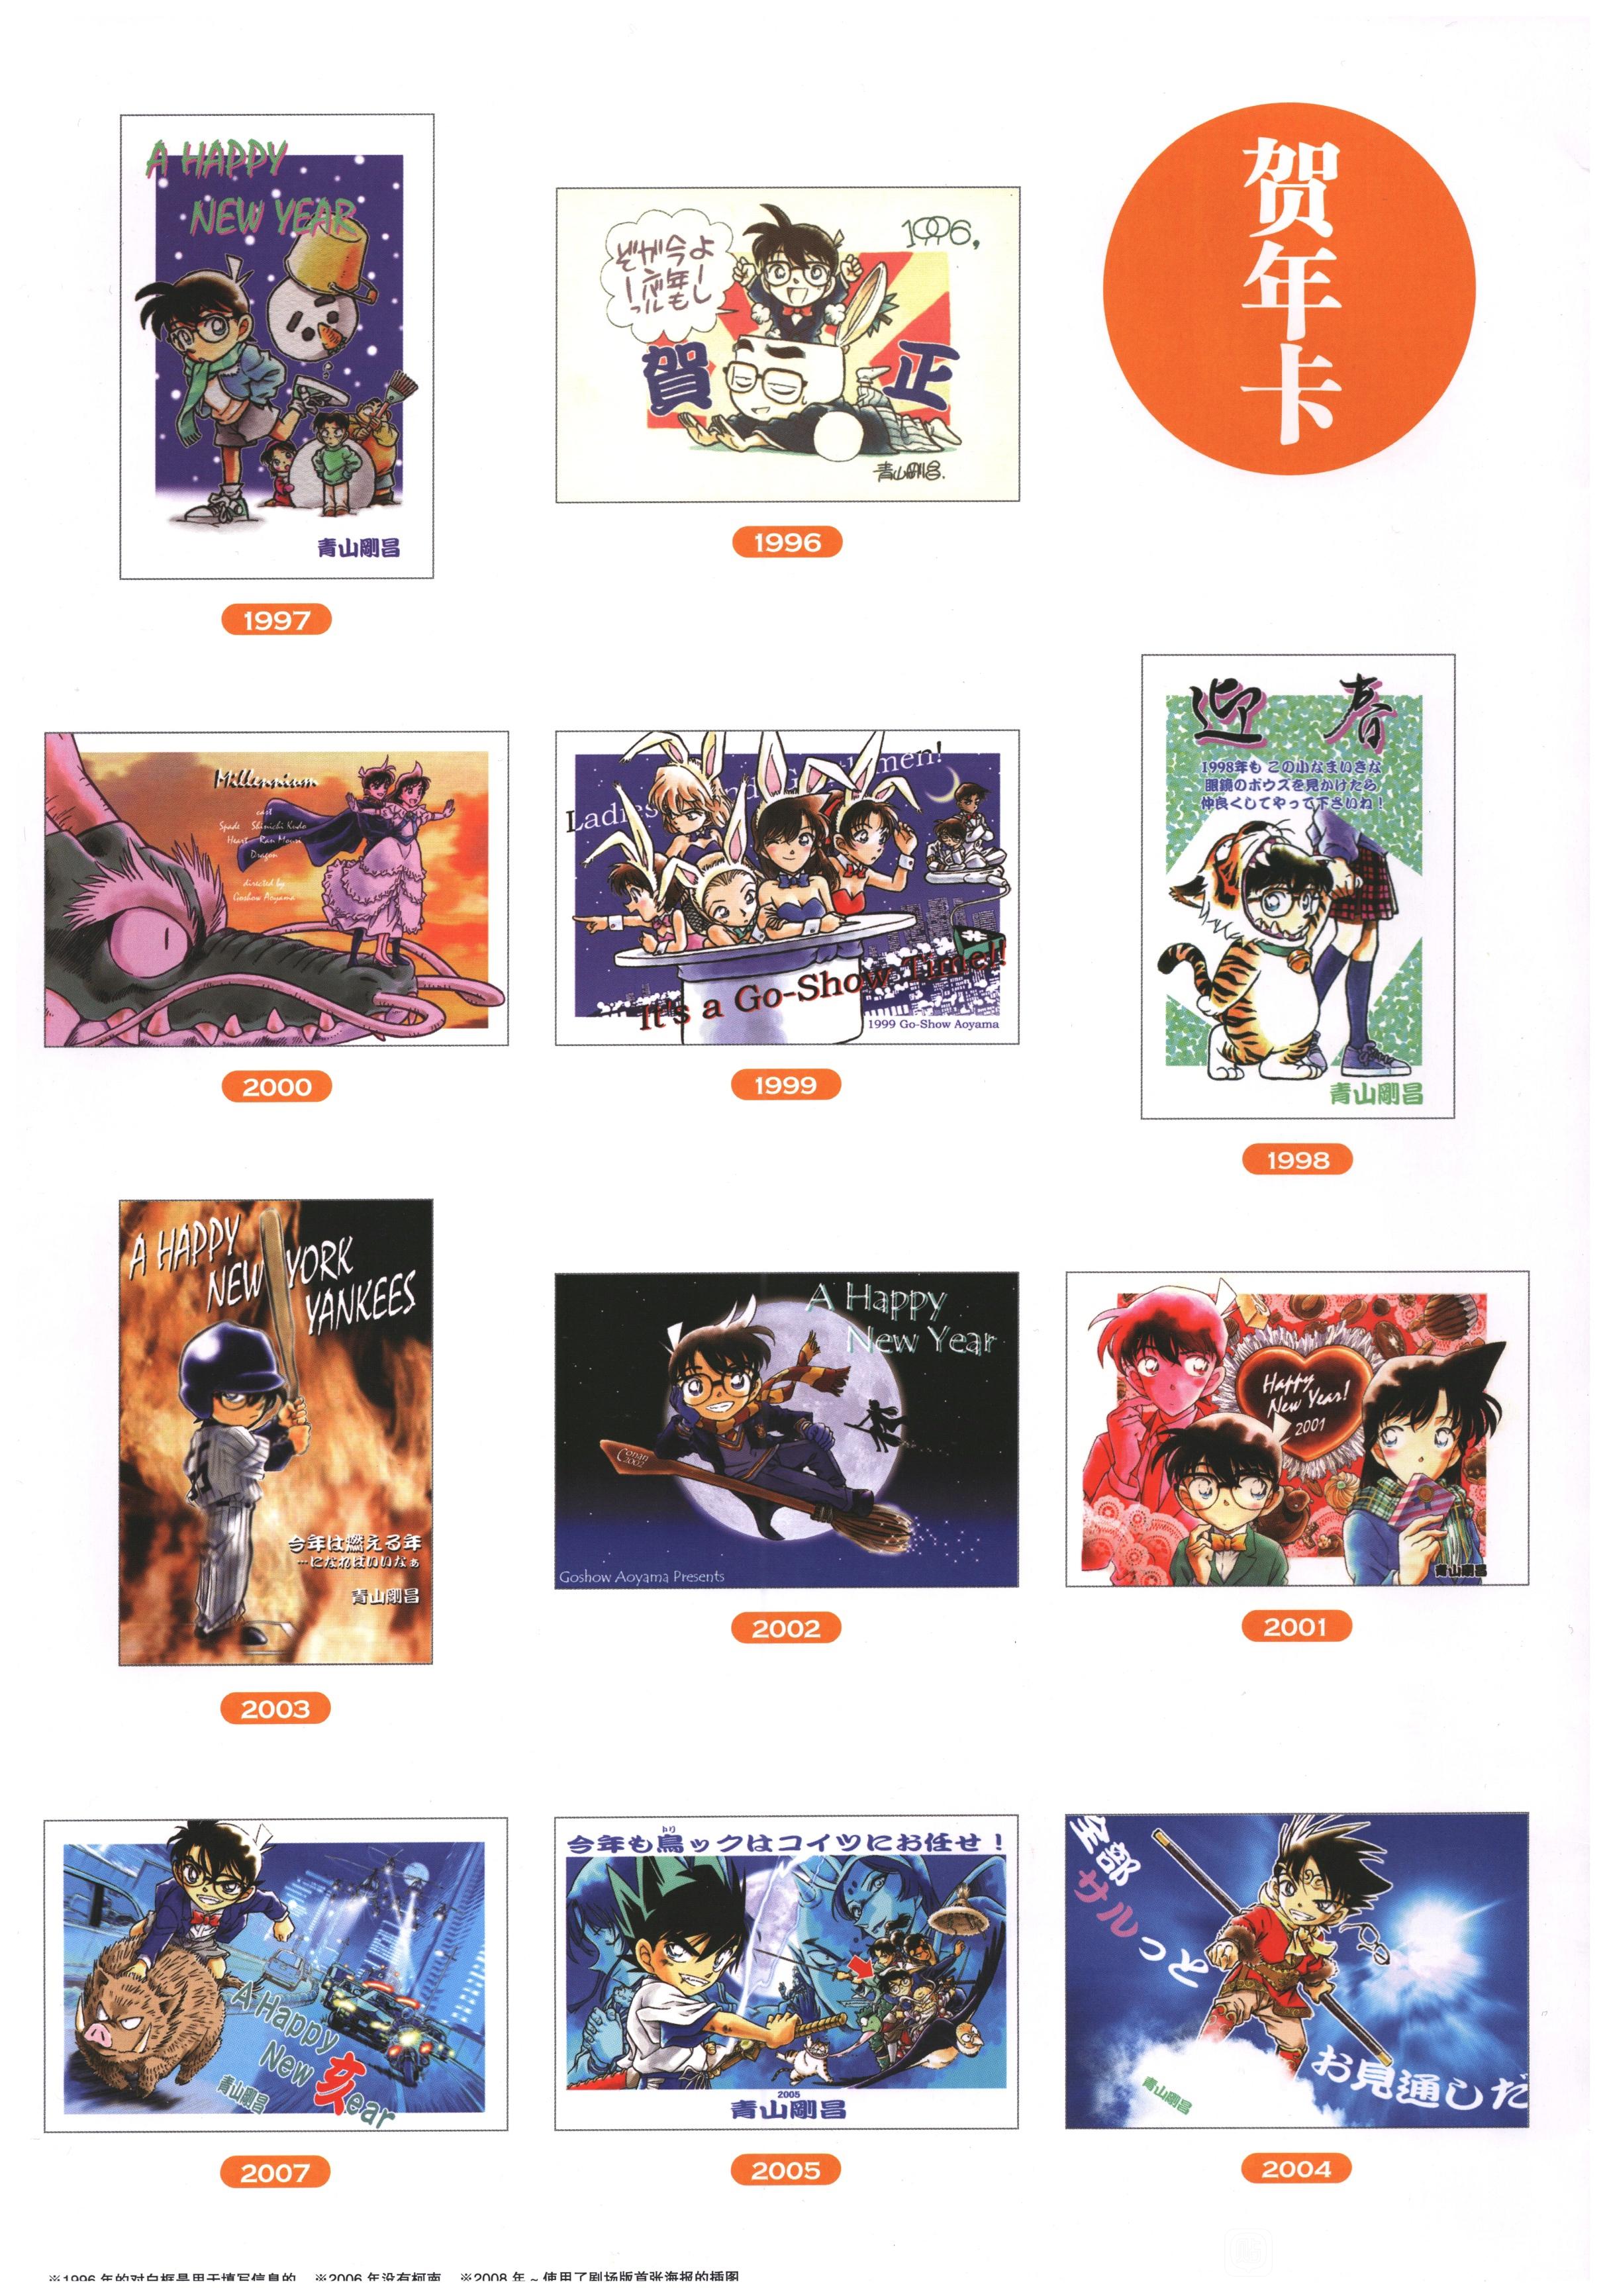 贺年卡
1996,
よーし
今年も
がンバル
ぞー!
賀正
青山剛昌.
1996
A HAPPY
NEW YEAR
青山剛昌
1997
迎春
1998年も この小なまいきな
眼鏡のボウズを見かけたら
仲良くしてやって下さいね!
青山剛昌
1998
Ladies and Gentlemen!
It's a Go-Show Time!!
1999 Go-Show Aoyama
1999
Millennium
cast
Spade Shinichi Kudo
Heart Ran Mouri
Dragon
directed by
Goshow Aoyama
2000
Happy
New Year!
2001
青山剛昌
2001
A Happy
New Year
Conan
2002
Goshow Aoyama Presents
2002
A HAPPY
NEW YORK
YANKEES
今年は燃える年
…になればいいなぁ
青山剛昌
2003
全部
サルっと
お見通しだ
青山剛昌
2004
今年も鳥ックはコイツにお任せ!
とり
2005
青山剛昌
2005
A Happy
New 亥ear
青山剛昌
2007
※1996 年的对白框是用于填写信息的 ※2006 年没有柯南 ※2008 年 ~ 使用了剧场版首张海报的插图